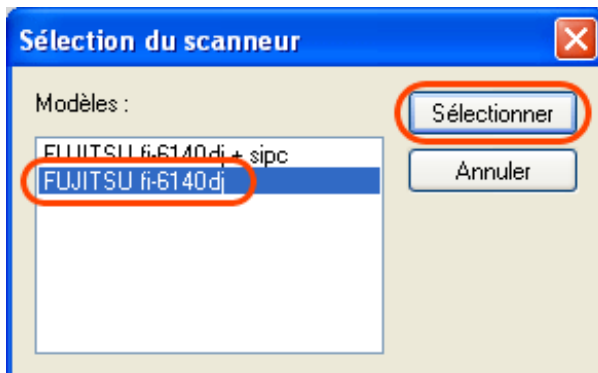 Sélection du scanneur
Modèles :
FUJITSU fi-6140dj + sipc
FUJITSU fi-6140dj
Sélectionner
Annuler